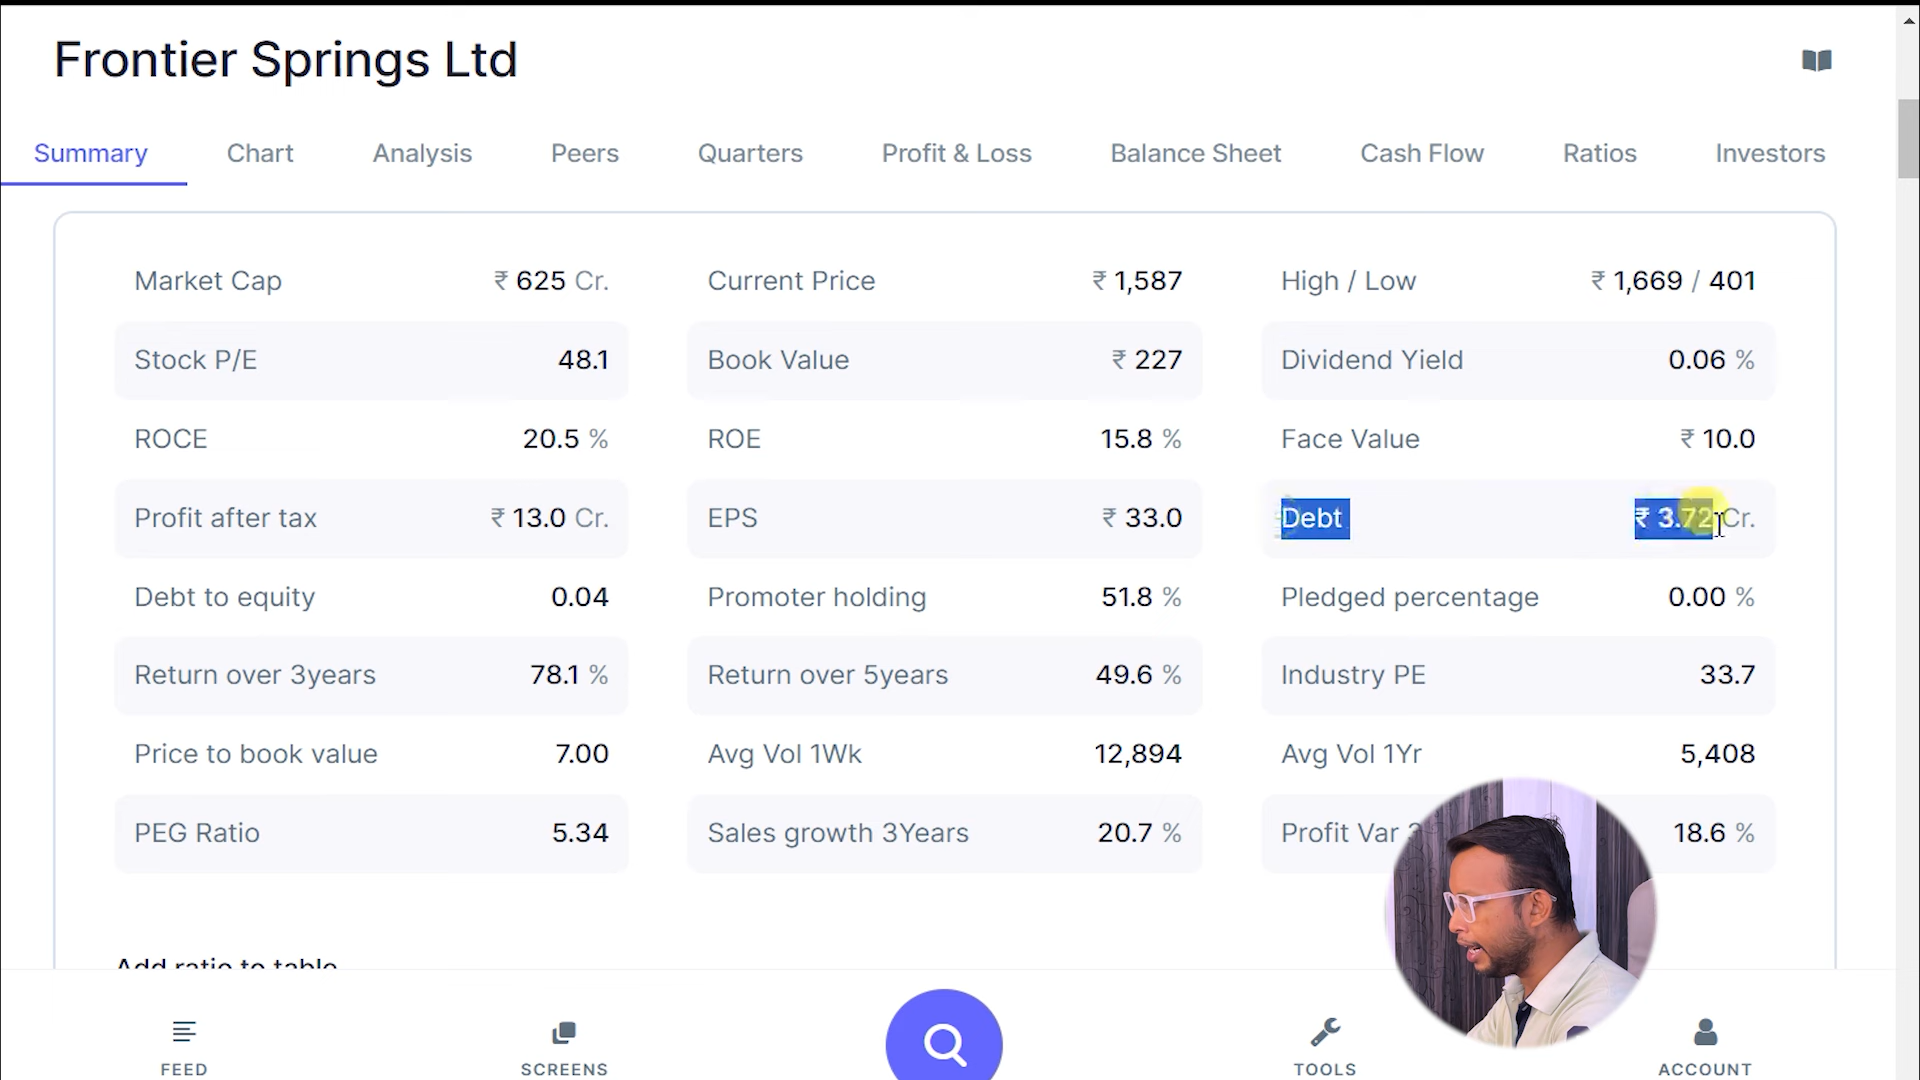 Frontier Springs Ltd
Summary Chart Analysis Peers Quarters Profit & Loss Balance Sheet Cash Flow Ratios Investors
Market Cap ₹ 625 Cr. Current Price ₹ 1,587 High / Low ₹ 1,669 / 401
Stock P/E 48.1 Book Value ₹ 227 Dividend Yield 0.06 %
ROCE 20.5 % ROE 15.8 % Face Value ₹ 10.0
Profit after tax ₹ 13.0 Cr. EPS ₹ 33.0 Debt ₹ 3.72 Cr.
Debt to equity 0.04 Promoter holding 51.8 % Pledged percentage 0.00 %
Return over 3years 78.1 % Return over 5years 49.6 % Industry PE 33.7
Price to book value 7.00 Avg Vol 1Wk 12,894 Avg Vol 1Yr 5,408
PEG Ratio 5.34 Sales growth 3Years 20.7 % Profit Var 18.6 %
Add ratio to table
FEED SCREENS TOOLS ACCOUNT